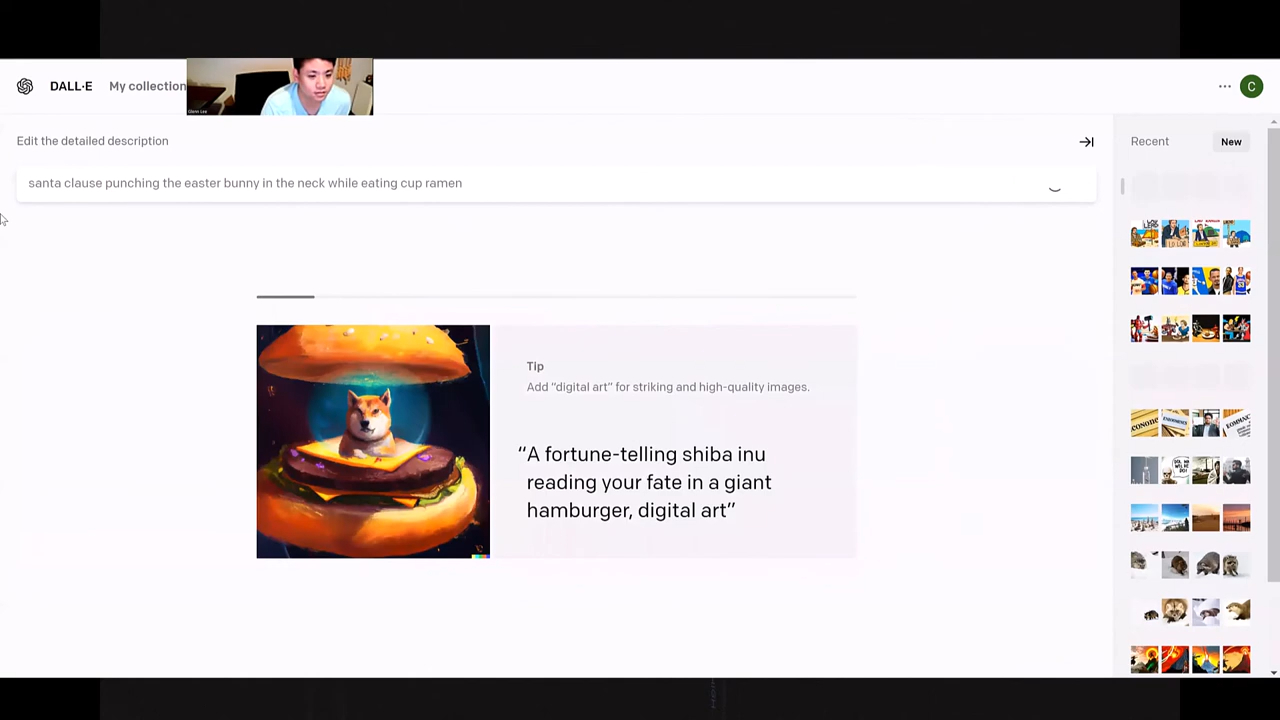 DALL·E My collection
Glenn Lee
C
Edit the detailed description
Recent
New
santa clause punching the easter bunny in the neck while eating cup ramen
Tip
Add “digital art” for striking and high-quality images.
“A fortune-telling shiba inu
reading your fate in a giant
hamburger, digital art”